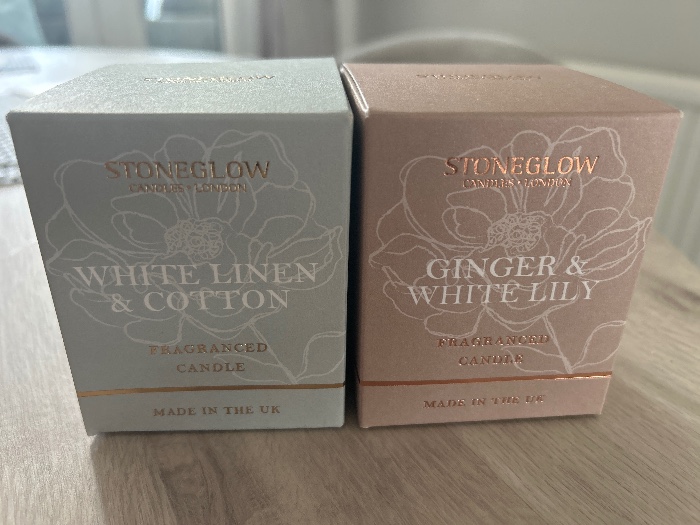 STONEGLOW
CANDLES • LONDON
WHITE LINEN
& COTTON
FRAGRANCED
CANDLE
MADE IN THE UK
STONEGLOW
CANDLES • LONDON
GINGER &
WHITE LILY
FRAGRANCED
CANDLE
MADE IN THE UK